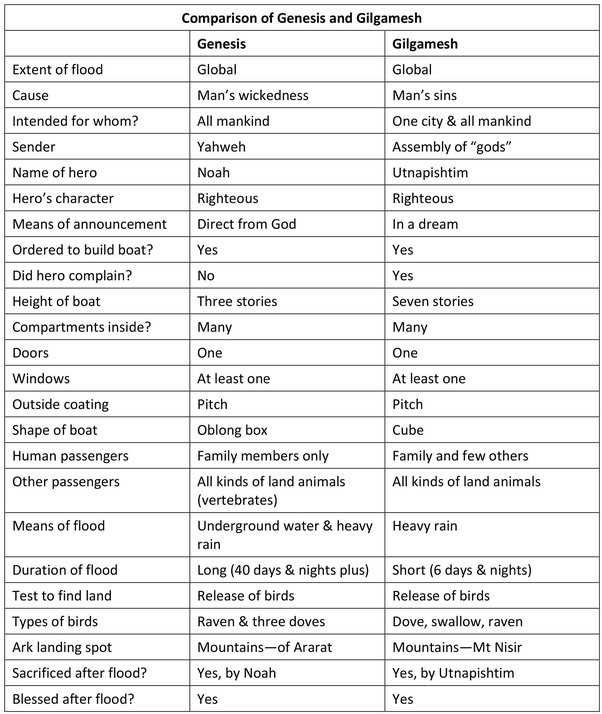 Comparison of Genesis and Gilgamesh
Genesis Gilgamesh
Extent of flood Global Global
Cause Man’s wickedness Man’s sins
Intended for whom? All mankind One city & all mankind
Sender Yahweh Assembly of “gods”
Name of hero Noah Utnapishtim
Hero’s character Righteous Righteous
Means of announcement Direct from God In a dream
Ordered to build boat? Yes Yes
Did hero complain? No Yes
Height of boat Three stories Seven stories
Compartments inside? Many Many
Doors One One
Windows At least one At least one
Outside coating Pitch Pitch
Shape of boat Oblong box Cube
Human passengers Family members only Family and few others
Other passengers All kinds of land animals All kinds of land animals
(vertebrates)
Means of flood Underground water & heavy Heavy rain
rain
Duration of flood Long (40 days & nights plus) Short (6 days & nights)
Test to find land Release of birds Release of birds
Types of birds Raven & three doves Dove, swallow, raven
Ark landing spot Mountains—of Ararat Mountains—Mt Nisir
Sacrificed after flood? Yes, by Noah Yes, by Utnapishtim
Blessed after flood? Yes Yes